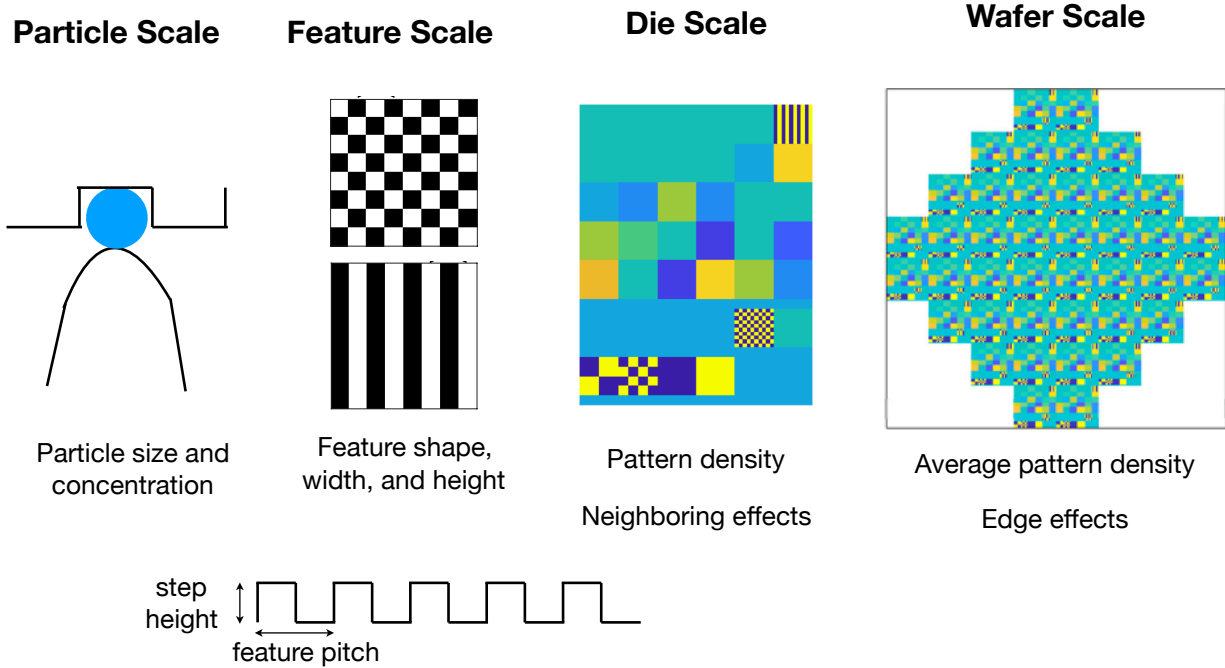 Particle Scale
Feature Scale
Die Scale
Wafer Scale
Particle size and
concentration
Feature shape,
width, and height
Pattern density
Neighboring effects
Average pattern density
Edge effects
step
height
feature pitch